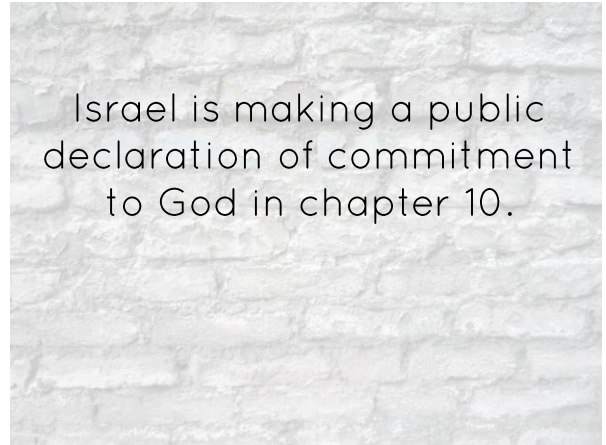 Israel is making a public
declaration of commitment
to God in chapter 10.